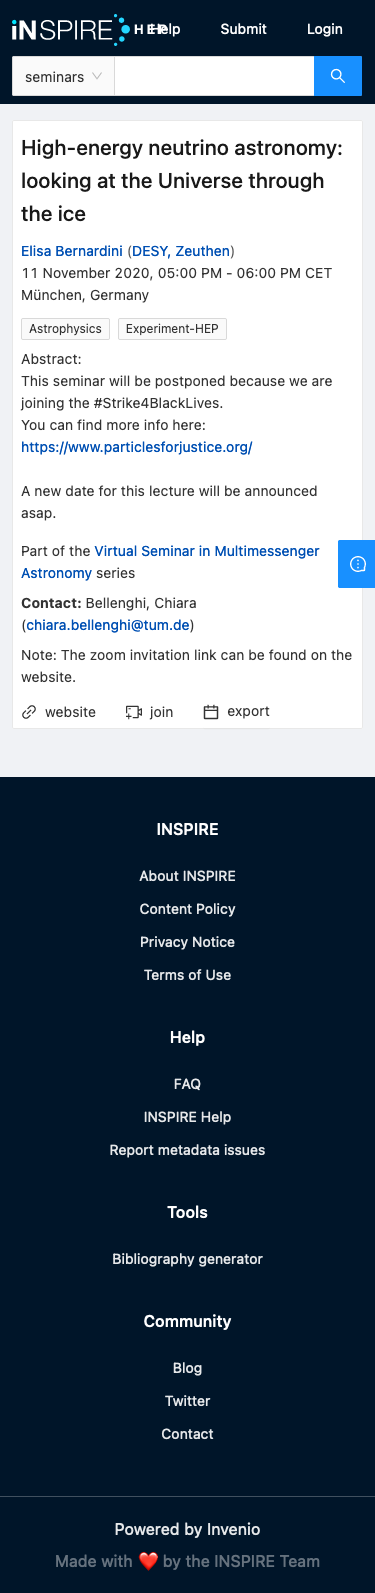 iNSPIRE HEP
Help Submit Login
seminars
High-energy neutrino astronomy:
looking at the Universe through
the ice
Elisa Bernardini (DESY, Zeuthen)
11 November 2020, 05:00 PM - 06:00 PM CET
München, Germany
Astrophysics Experiment-HEP
Abstract:
This seminar will be postponed because we are
joining the #Strike4BlackLives.
You can find more info here:
https://www.particlesforjustice.org/
A new date for this lecture will be announced
asap.
Part of the Virtual Seminar in Multimessenger
Astronomy series
Contact: Bellenghi, Chiara
(chiara.bellenghi@tum.de)
Note: The zoom invitation link can be found on the
website.
website join export
INSPIRE
About INSPIRE
Content Policy
Privacy Notice
Terms of Use
Help
FAQ
INSPIRE Help
Report metadata issues
Tools
Bibliography generator
Community
Blog
Twitter
Contact
Powered by Invenio
Made with ❤️ by the INSPIRE Team